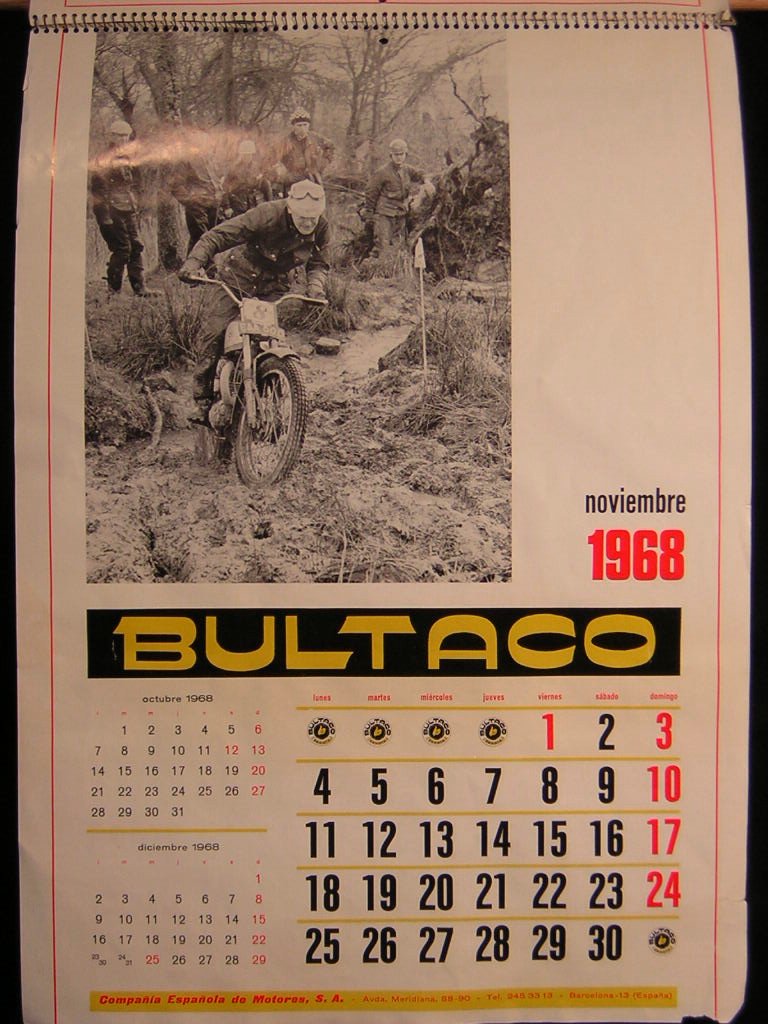 noviembre
1968
BULTACO
octubre 1968
l m m j v s d
1 2 3 4 5 6
7 8 9 10 11 12 13
14 15 16 17 18 19 20
21 22 23 24 25 26 27
28 29 30 31
diciembre 1968
l m m j v s d
1
2 3 4 5 6 7 8
9 10 11 12 13 14 15
16 17 18 19 20 21 22
23/30 24/31 25 26 27 28 29
lunes martes miércoles jueves viernes sábado domingo
BULTACO BULTACO BULTACO BULTACO 1 2 3
4 5 6 7 8 9 10
11 12 13 14 15 16 17
18 19 20 21 22 23 24
25 26 27 28 29 30 BULTACO
Compañía Española de Motores, S. A. - Avda. Meridiana, 88-90 - Tel. 245 33 13 - Barcelona-13 (España)